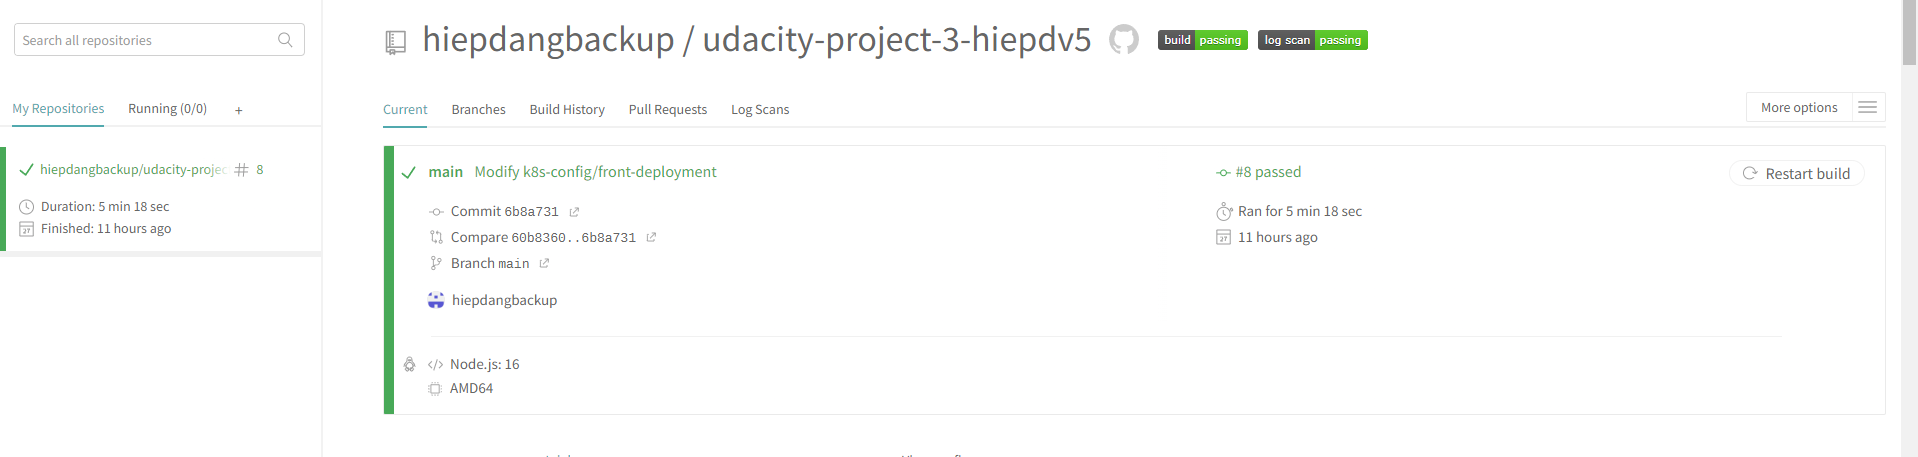 Search all repositories
My Repositories
Running (0/0)
+
hiepdangbackup/udacity-projec
# 8
Duration: 5 min 18 sec
Finished: 11 hours ago
hiepdangbackup / udacity-project-3-hiepdv5
build passing
log scan passing
Current
Branches
Build History
Pull Requests
Log Scans
More options
main Modify k8s-config/front-deployment
#8 passed
Restart build
Commit 6b8a731
Ran for 5 min 18 sec
Compare 60b8360..6b8a731
11 hours ago
Branch main
hiepdangbackup
Node.js: 16
AMD64